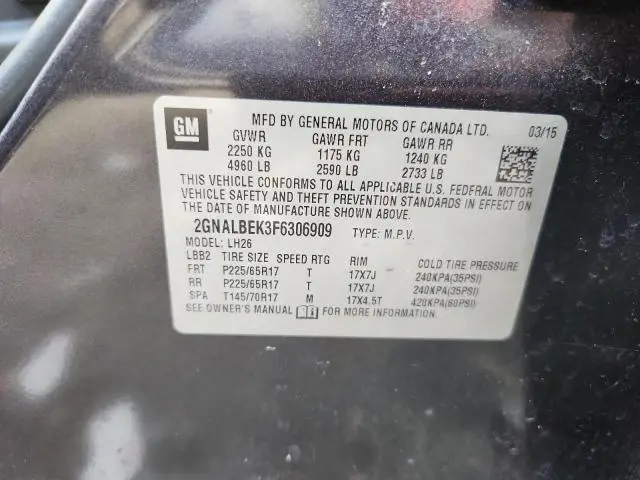 GM
MFD BY GENERAL MOTORS OF CANADA LTD. 03/15
GVWR GAWR FRT GAWR RR
2250 KG 1175 KG 1240 KG
4960 LB 2590 LB 2733 LB
THIS VEHICLE CONFORMS TO ALL APPLICABLE U.S. FEDERAL MOTOR
VEHICLE SAFETY AND THEFT PREVENTION STANDARDS IN EFFECT ON
THE DATE OF MANUFACTURE SHOWN ABOVE.
2GNALBEK3F6306909 TYPE: M.P.V.
MODEL: LH26
LBB2 TIRE SIZE SPEED RTG RIM COLD TIRE PRESSURE
FRT P225/65R17 T 17X7J 240KPA(35PSI)
RR P225/65R17 T 17X7J 240KPA(35PSI)
SPA T145/70R17 M 17X4.5T 420KPA(60PSI)
SEE OWNER'S MANUAL FOR MORE INFORMATION.